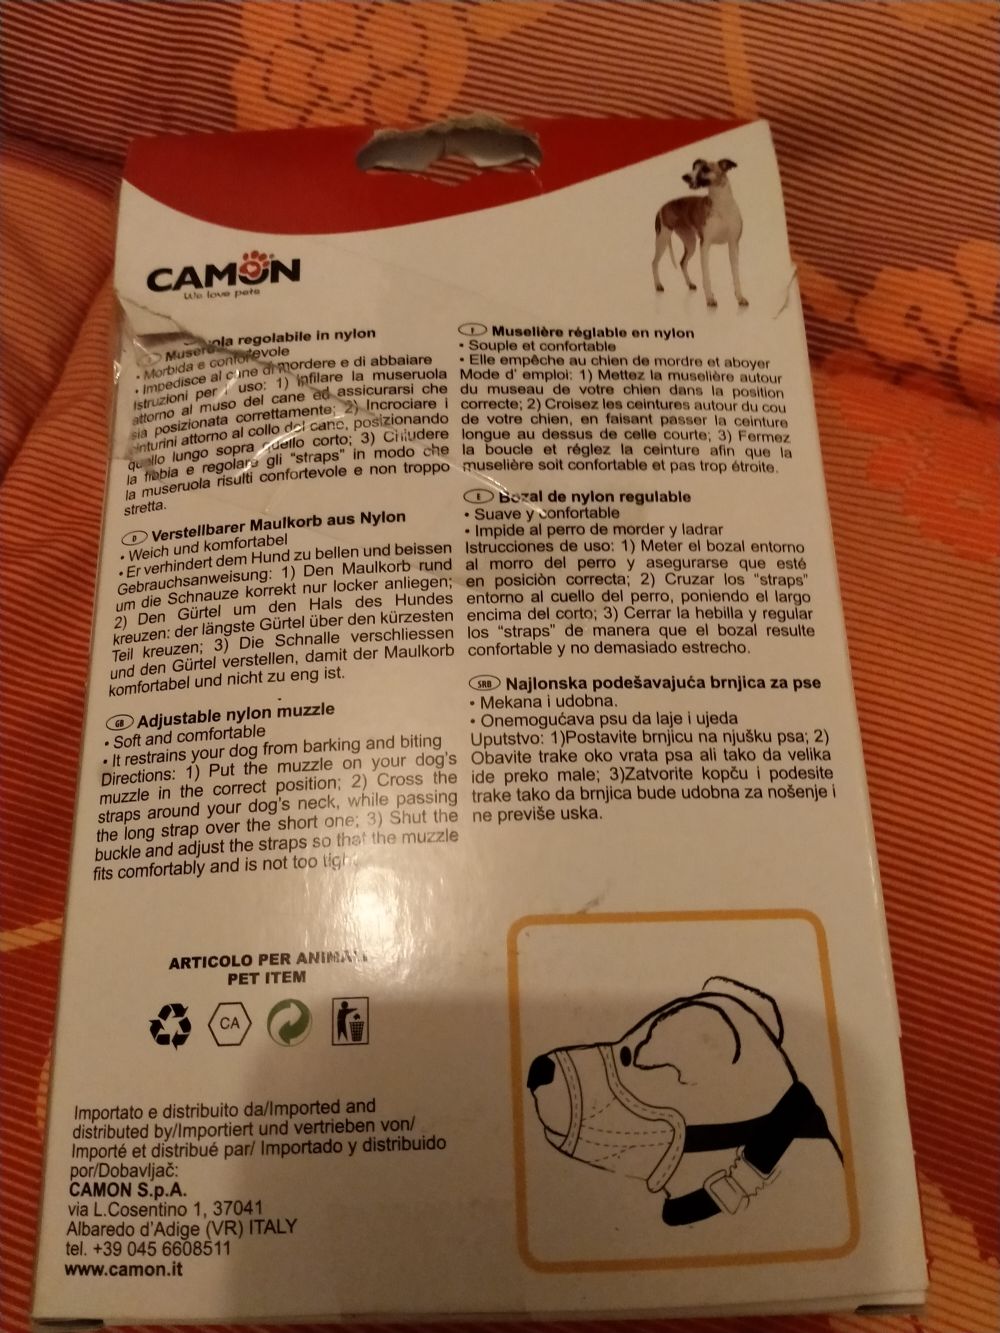 CAMON
We love pets
ola regolabile in nylon
I Muser
• Morbida e confortevole
• Impedisce al cane di mordere e di abbaiare
Istruzioni per l' uso: 1) Infilare la museruola
attorno al muso del cane ed assicurarsi che
sia posizionata correttamente; 2) Incrociare i
cinturini attorno al collo del cane, posizionando
quello lungo sopra quello corto; 3) Chiudere
la fibbia e regolare gli "straps" in modo che
la museruola risulti confortevole e non troppo
stretta.
D Verstellbarer Maulkorb aus Nylon
• Weich und komfortabel
• Er verhindert dem Hund zu bellen und beissen
Gebrauchsanweisung: 1) Den Maulkorb rund
um die Schnauze korrekt nur locker anliegen;
2) Den Gürtel um den Hals des Hundes
kreuzen: der längste Gürtel über den kürzesten
Teil kreuzen; 3) Die Schnalle verschliessen
und den Gürtel verstellen, damit der Maulkorb
komfortabel und nicht zu eng ist.
GB Adjustable nylon muzzle
• Soft and comfortable
• It restrains your dog from barking and biting
Directions: 1) Put the muzzle on your dog's
muzzle in the correct position; 2) Cross the
straps around your dog's neck, while passing
the long strap over the short one; 3) Shut the
buckle and adjust the straps so that the muzzle
fits comfortably and is not too tight.
F Muselière réglable en nylon
• Souple et confortable
• Elle empêche au chien de mordre et aboyer
Mode d' emploi: 1) Mettez la muselière autour
du museau de votre chien dans la position
correcte; 2) Croisez les ceintures autour du cou
de votre chien, en faisant passer la ceinture
longue au dessus de celle courte; 3) Fermez
la boucle et réglez la ceinture afin que la
muselière soit confortable et pas trop étroite.
E Bozal de nylon regulable
• Suave y confortable
• Impide al perro de morder y ladrar
Istrucciones de uso: 1) Meter el bozal entorno
al morro del perro y asegurarse que esté
en posiciòn correcta; 2) Cruzar los "straps"
entorno al cuello del perro, poniendo el largo
encima del corto; 3) Cerrar la hebilla y regular
los "straps" de manera que el bozal resulte
confortable y no demasiado estrecho.
SRB Najlonska podešavajuća brnjica za pse
• Mekana i udobna.
• Onemogućava psu da laje i ujeda
Uputstvo: 1)Postavite brnjicu na njušku psa; 2)
Obavite trake oko vrata psa ali tako da velika
ide preko male; 3)Zatvorite kopču i podesite
trake tako da brnjica bude udobna za nošenje i
ne previše uska.
ARTICOLO PER ANIMALI
PET ITEM
CA
Importato e distribuito da/Imported and
distributed by/Importiert und vertrieben von/
Importé et distribué par/ Importado y distribuido
por/Dobavljač:
CAMON S.p.A.
via L.Cosentino 1, 37041
Albaredo d'Adige (VR) ITALY
tel. +39 045 6608511
www.camon.it